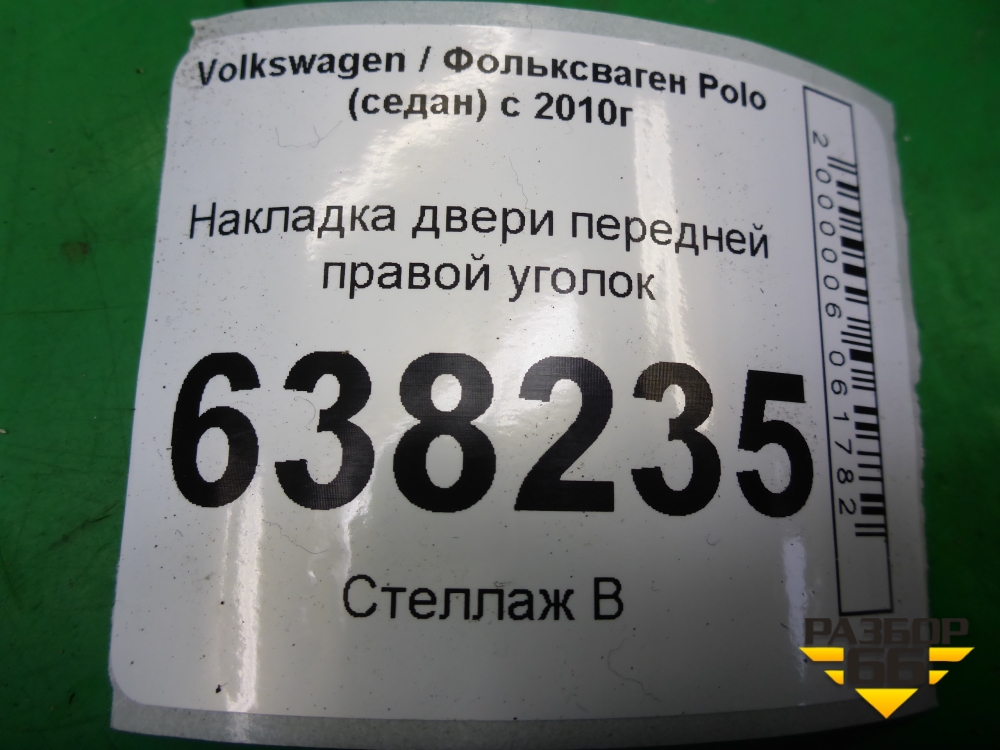 Volkswagen / Фольксваген Polo
(седан) с 2010г
Накладка двери передней
правой уголок
638235
Стеллаж В
2000006061782
РАЗБОР
66